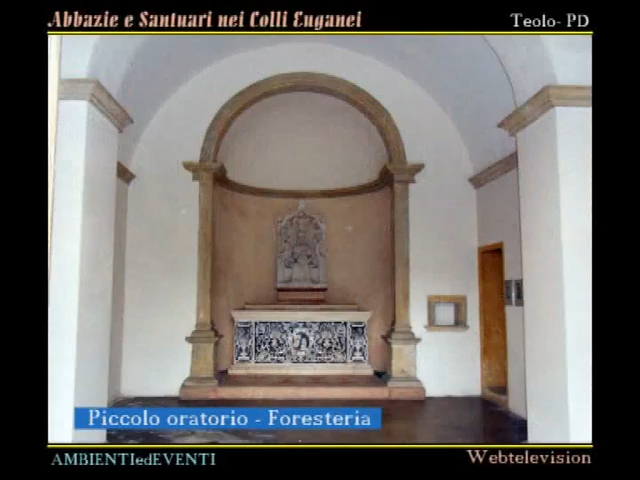 Abbazie e Santuari nei Colli Euganei
Teolo- PD
Piccolo oratorio - Foresteria
AMBIENTIedEVENTI
Webtelevision